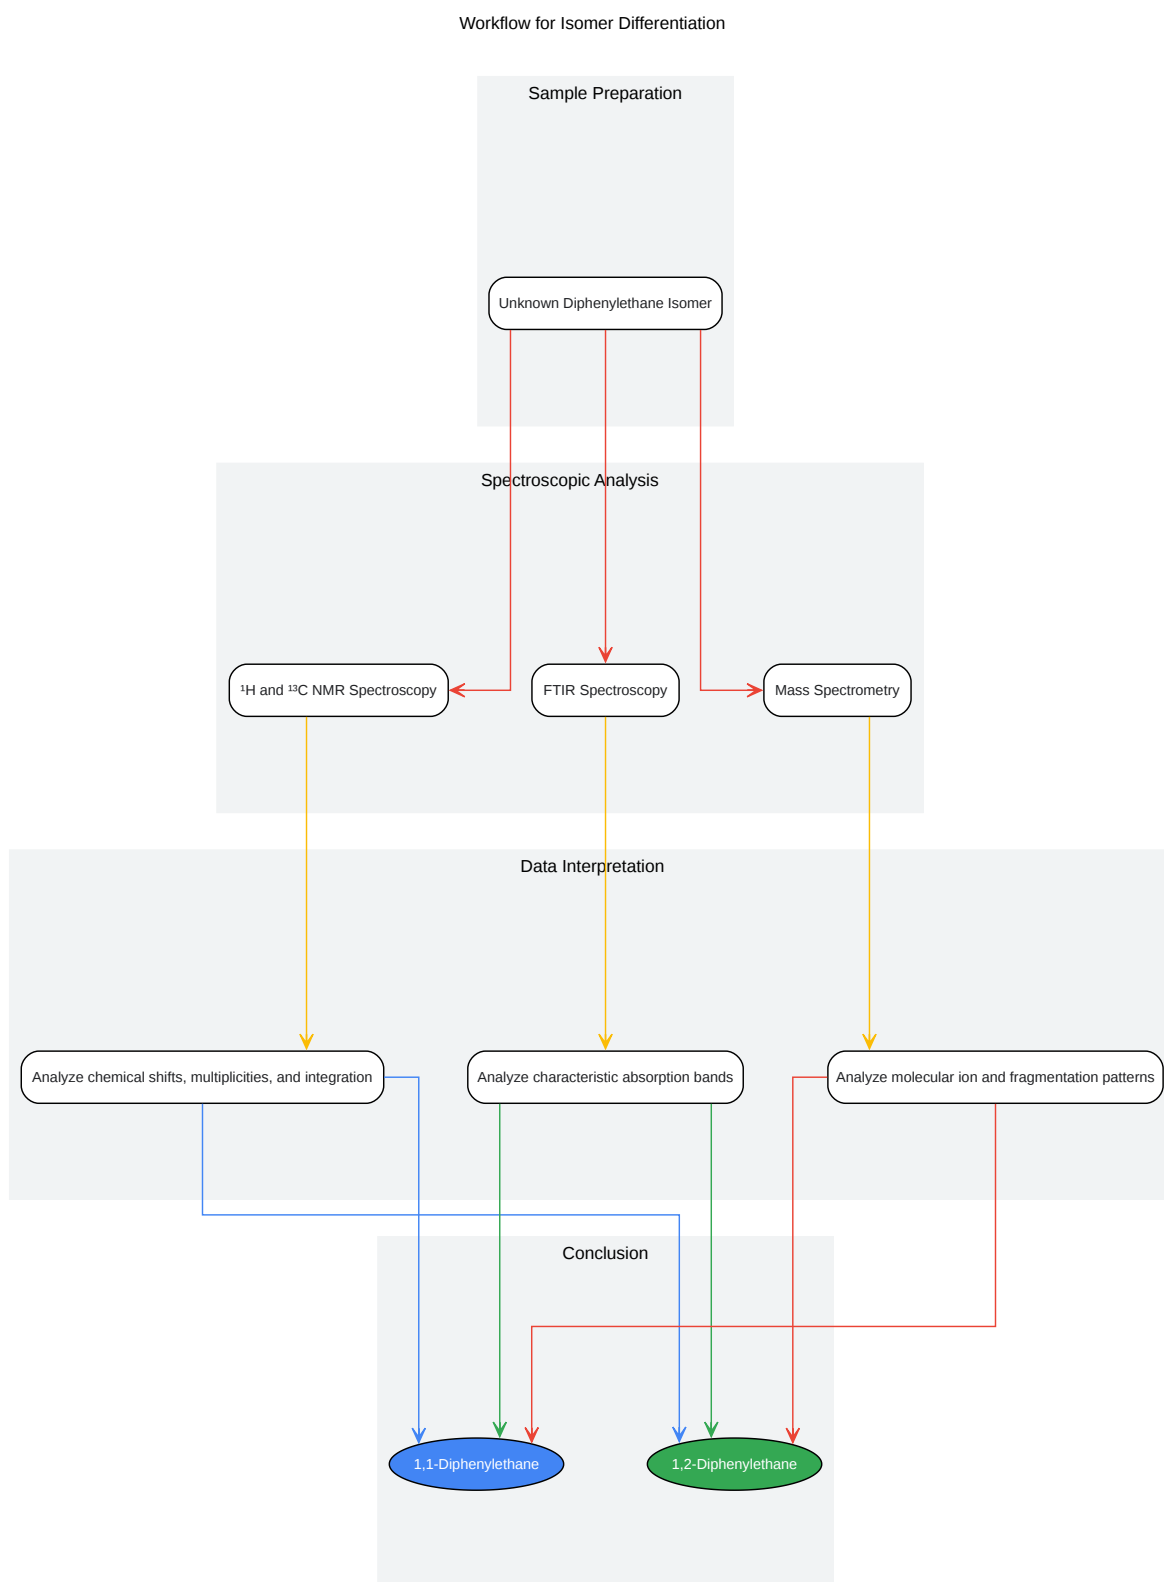 Workflow for Isomer Differentiation
Sample Preparation
Unknown Diphenylethane Isomer
Spectroscopic Analysis
¹H and ¹³C NMR Spectroscopy
FTIR Spectroscopy
Mass Spectrometry
Data Interpretation
Analyze chemical shifts, multiplicities, and integration
Analyze characteristic absorption bands
Analyze molecular ion and fragmentation patterns
Conclusion
1,1-Diphenylethane
1,2-Diphenylethane